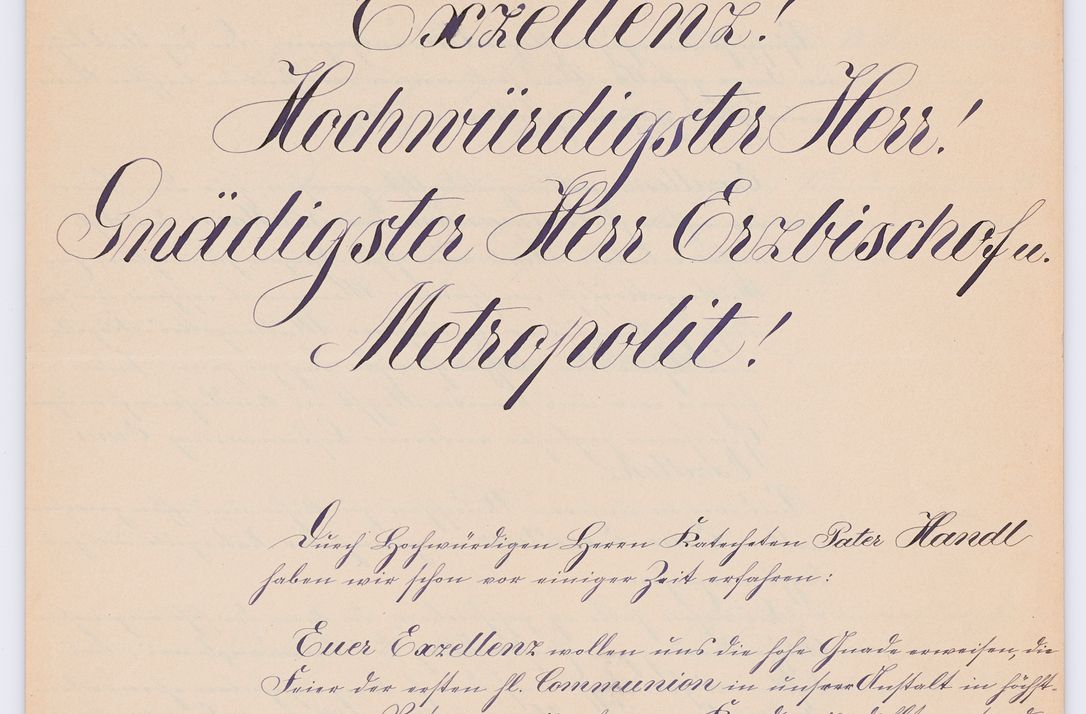 Exzellenz!
Hochwürdigster Herr!
Gnädigster Herr Erzbischof u.
Metropolit!
Durch Hochwürdigen Herrn Katecheten Pater Handl
haben wir schon vor einiger Zeit erfahren:
Euer Exzellenz wollen uns die hohe Gnade erweisen, die
Feier der ersten hl. Communion in unsrer Anstalt in höchst-